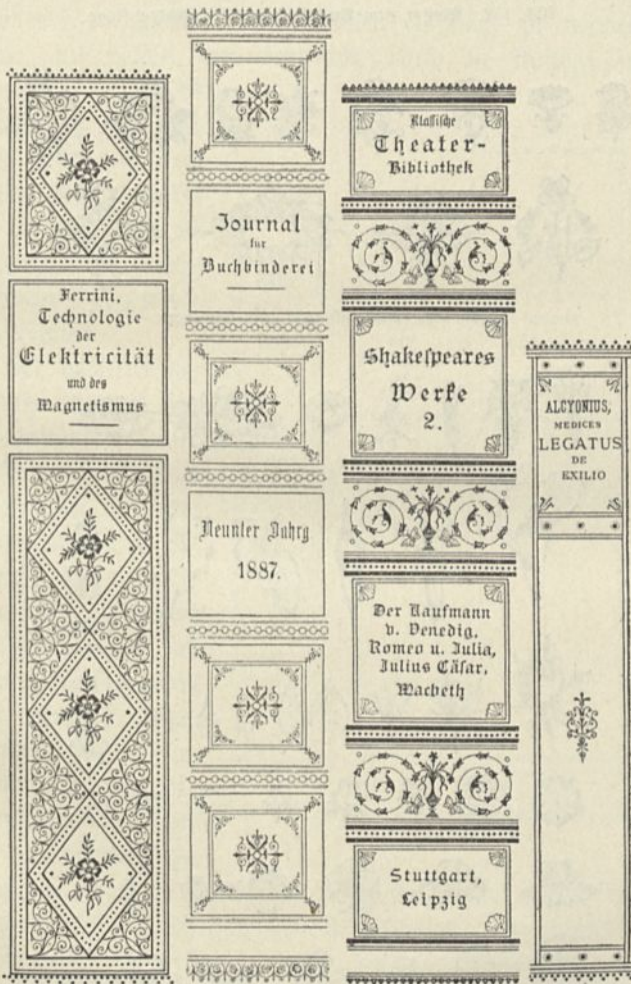 Ferrini,
Technologie
der
Elektricität
und des
Magnetismus
Journal
für
Buchbinderei
Neunter Jahrg
1887.
Klassische
Theater-
Bibliothek
Shakespeares
Werke
2.
Der Kaufmann
v. Venedig,
Romeo u. Julia,
Julius Cäsar,
Macbeth
Stuttgart,
Leipzig
ALCYONIUS,
MEDICES
LEGATUS
DE
EXILIO